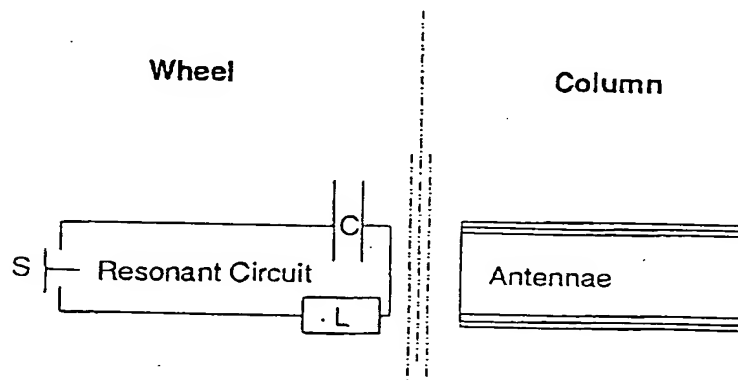 Wheel
Column
C
S
Resonant Circuit
Antennae
L